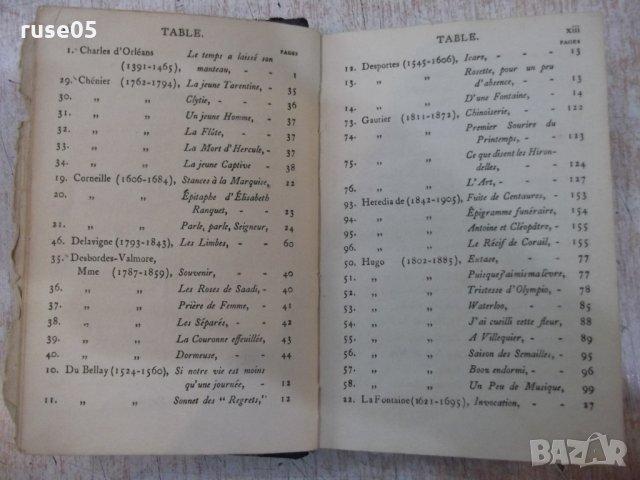 ruse05
TABLE.
PAGES
1. Charles d'Orléans Le temps a laissé son
(1391-1465), manteau, - - 1
29. Chénier (1762-1794) La jeune Tarentine, - 35
30. „ „ Clytie, - - 36
31. „ „ Un jeune Homme, - 37
32. „ „ La Flûte, - - 37
33. „ „ La Mort d'Hercule, - 37
34. „ „ La jeune Captive - 38
19. Corneille (1606-1684), Stances à la Marquise, 22
20. „ „ Épitaphe d'Élisabeth
Ranquet, - - 23
21. „ „ Parle, parle, Seigneur, 24
46. Delavigne (1793-1843), Les Limbes, - - 60
35. Desbordes-Valmore,
Mme (1787-1859), Souvenir, - - 40
36. „ „ Les Roses de Saadi, - 40
37. „ „ Prière de Femme, - 41
38. „ „ Les Séparés, - - 42
39. „ „ La Couronne effeuillée, 44
40. „ „ Dormeuse, - - 44
10. Du Bellay (1524-1560), Si notre vie est moins
qu'une journée, - 12
11. „ „ Sonnet des "Regrets," 12
TABLE. xiii
PAGES
12. Desportes (1545-1606), Icare, - - 13
13. „ „ Rosette, pour un peu
d'absence, - - 13
14. „ „ D'une Fontaine, - 14
73. Gautier (1811-1872), Chinoiserie, - - 122
74. „ „ Premier Sourire du
Printemps, - - 123
75. „ „ Ce que disent les Hiron-
delles, - - 124
76. „ „ L'Art, - - 127
93. Heredia de (1842-1905), Fuite de Centaures, - 153
94. „ „ Épigramme funéraire, 154
95. „ „ Antoine et Cléopâtre, 155
96. „ „ Le Récif de Corail, - 155
50. Hugo (1802-1885), Extase, - - 77
51. „ „ Puisque j'ai mis ma lèvre, 77
52. „ „ Tristesse d'Olympio, - 78
53. „ „ Waterloo, - - 85
54. „ „ J'ai cueilli cette fleur, 88
55. „ „ A Villequier, - - 89
56. „ „ Saison des Semailles, - 95
57. „ „ Booz endormi, - - 95
58. „ „ Un Peu de Musique, 99
22. La Fontaine (1621-1695), Invocation, - - 27
BAZAR